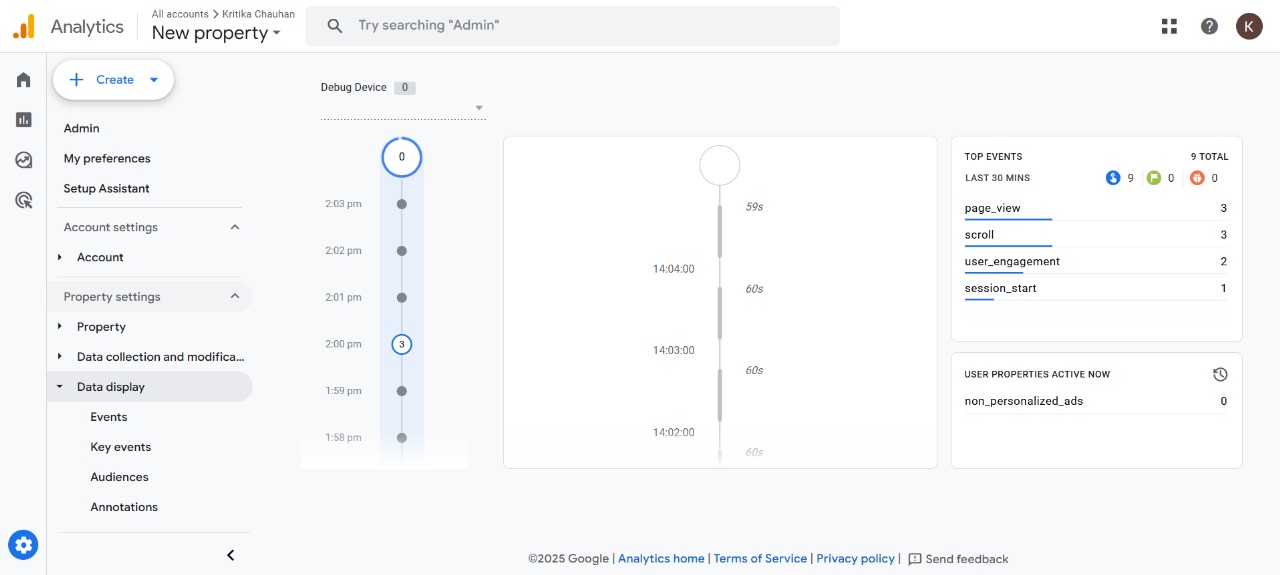 Analytics
All accounts > Kritika Chauhan
New property
Try searching "Admin"
?
K
Create
Admin
My preferences
Setup Assistant
Account settings
Account
Property settings
Property
Data collection and modifica...
Data display
Events
Key events
Audiences
Annotations
Debug Device 0
0
2:03 pm
2:02 pm
2:01 pm
2:00 pm 3
1:59 pm
1:58 pm
59s
14:04:00
60s
14:03:00
60s
14:02:00
60s
TOP EVENTS 9 TOTAL
LAST 30 MINS 9 0 0
page_view 3
scroll 3
user_engagement 2
session_start 1
USER PROPERTIES ACTIVE NOW
non_personalized_ads 0
©2025 Google | Analytics home | Terms of Service | Privacy policy | Send feedback